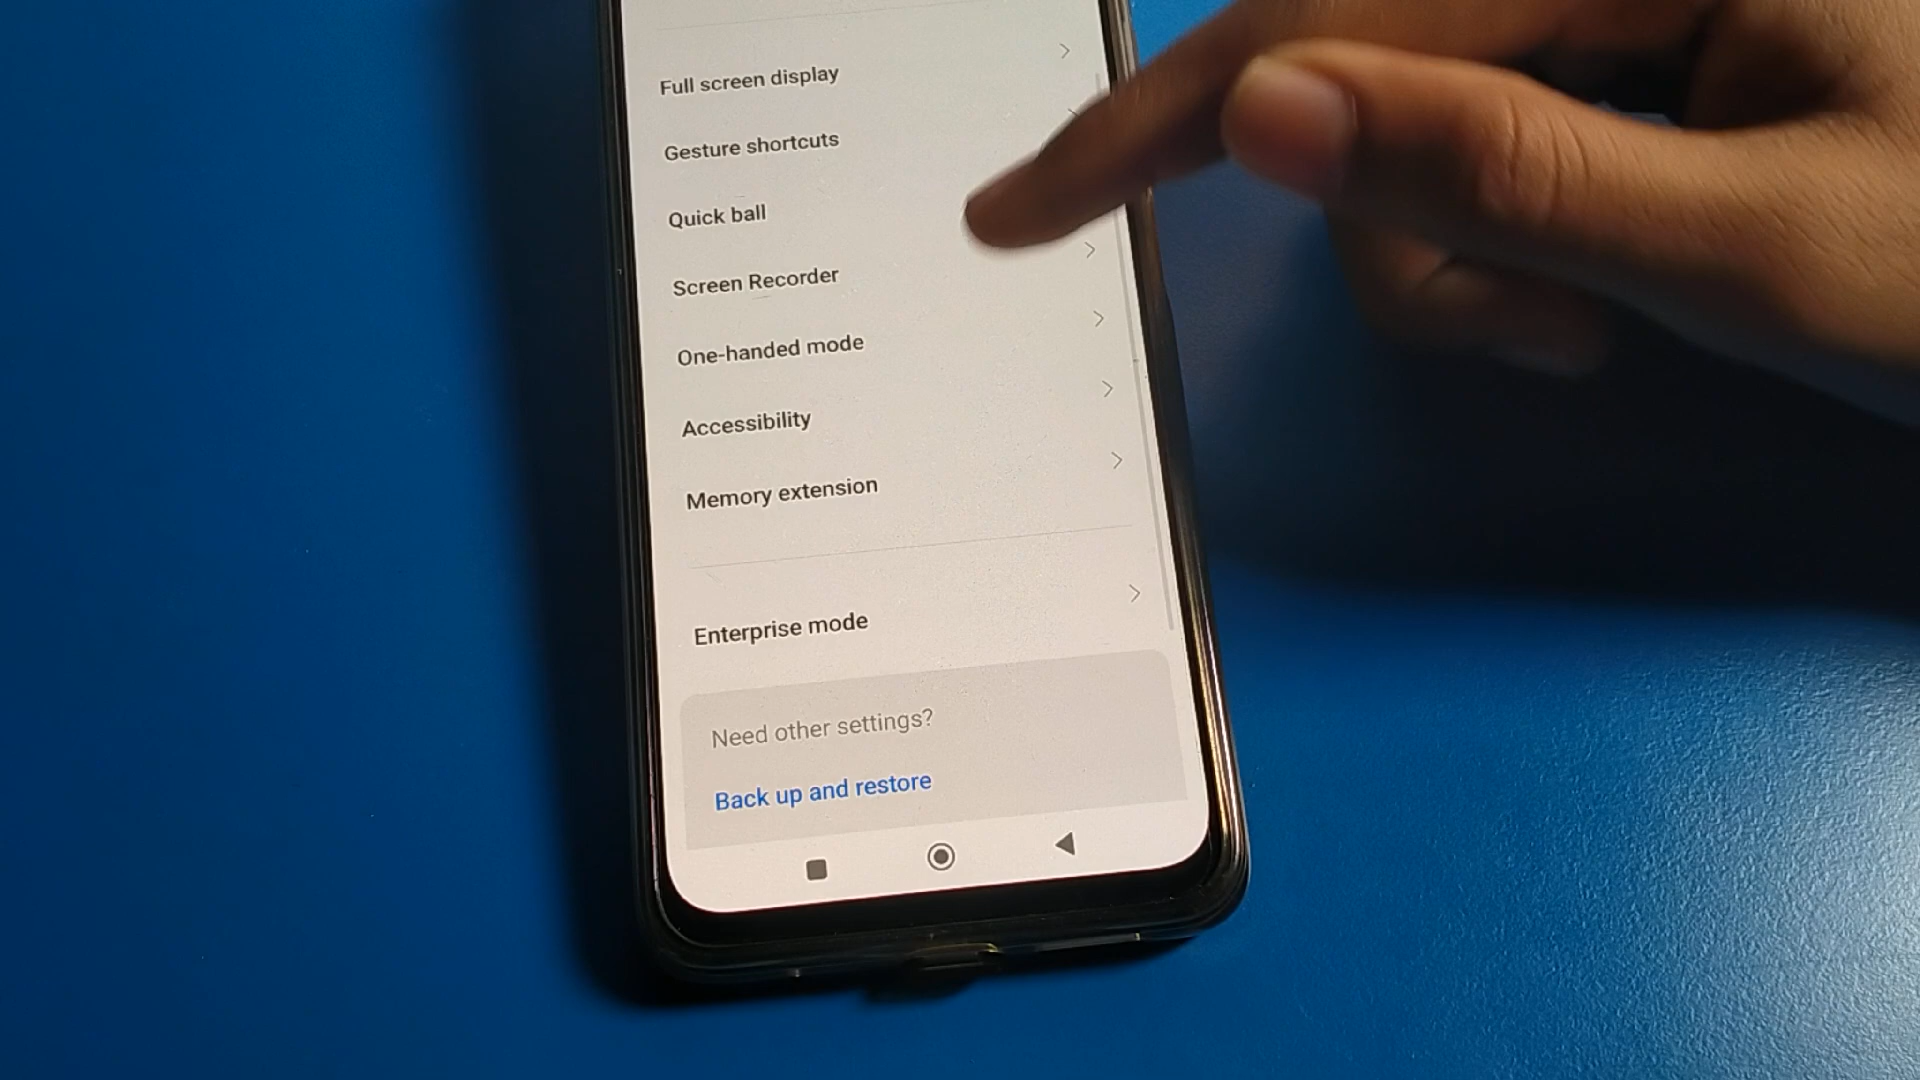 Full screen display
Gesture shortcuts
Quick ball
Screen Recorder
One-handed mode
Accessibility
Memory extension
Enterprise mode
Need other settings?
Back up and restore